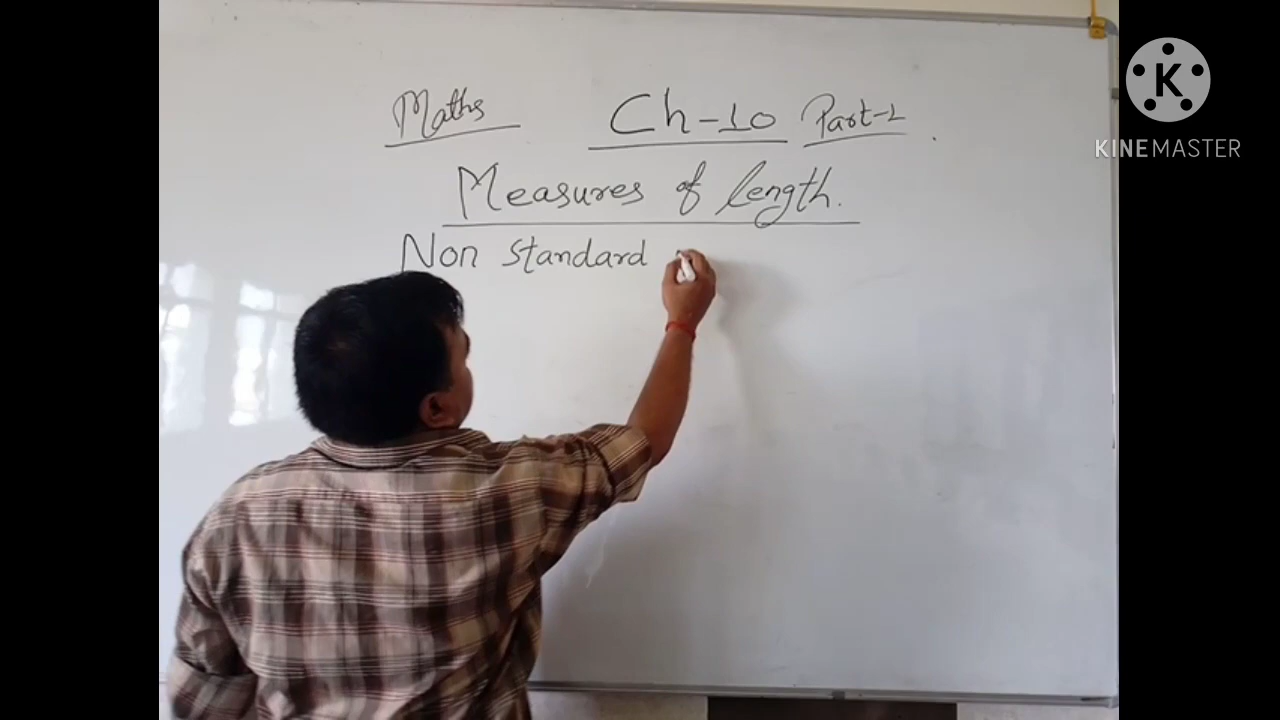 Maths Ch-10 Part-1
Measures of length.
Non Standard
K
KINEMASTER